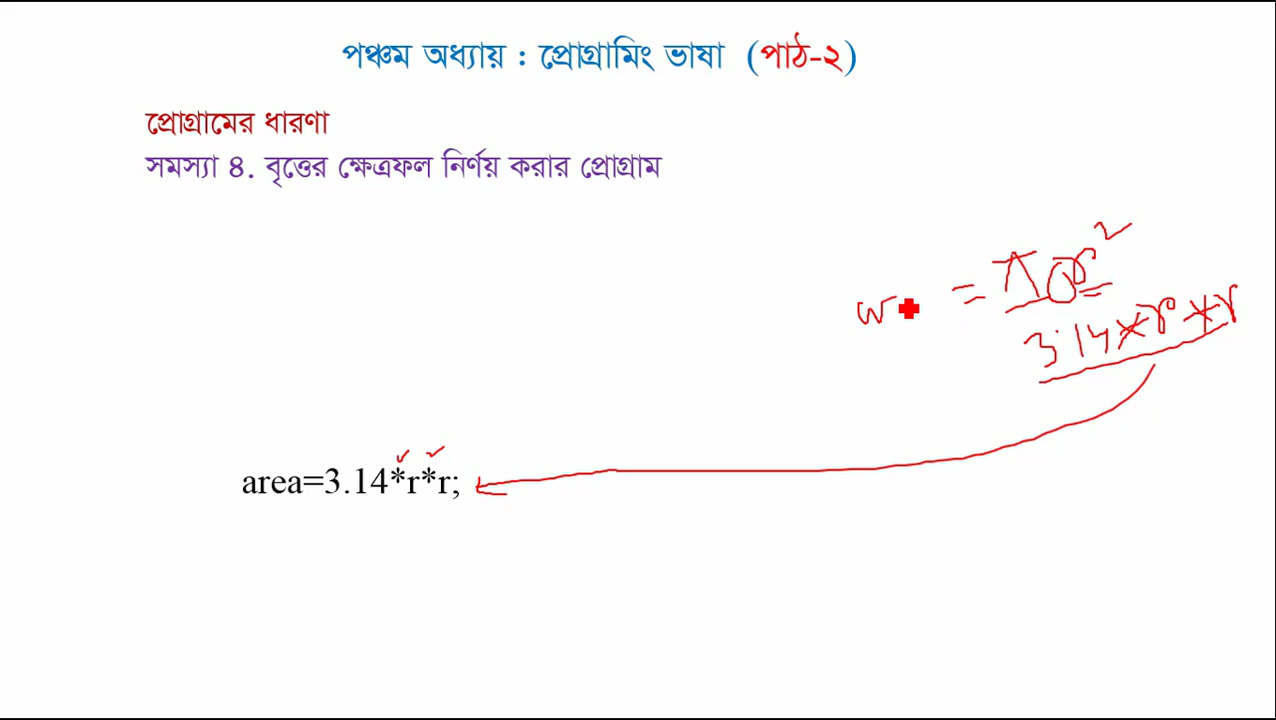 পঞ্চম অধ্যায় : প্রোগ্রামিং ভাষা (পাঠ-২)
প্রোগ্রামের ধারণা
সমস্যা ৪. বৃত্তের ক্ষেত্রফল নির্ণয় করার প্রোগ্রাম
= πr²
3.14*r*r
area=3.14*r*r;